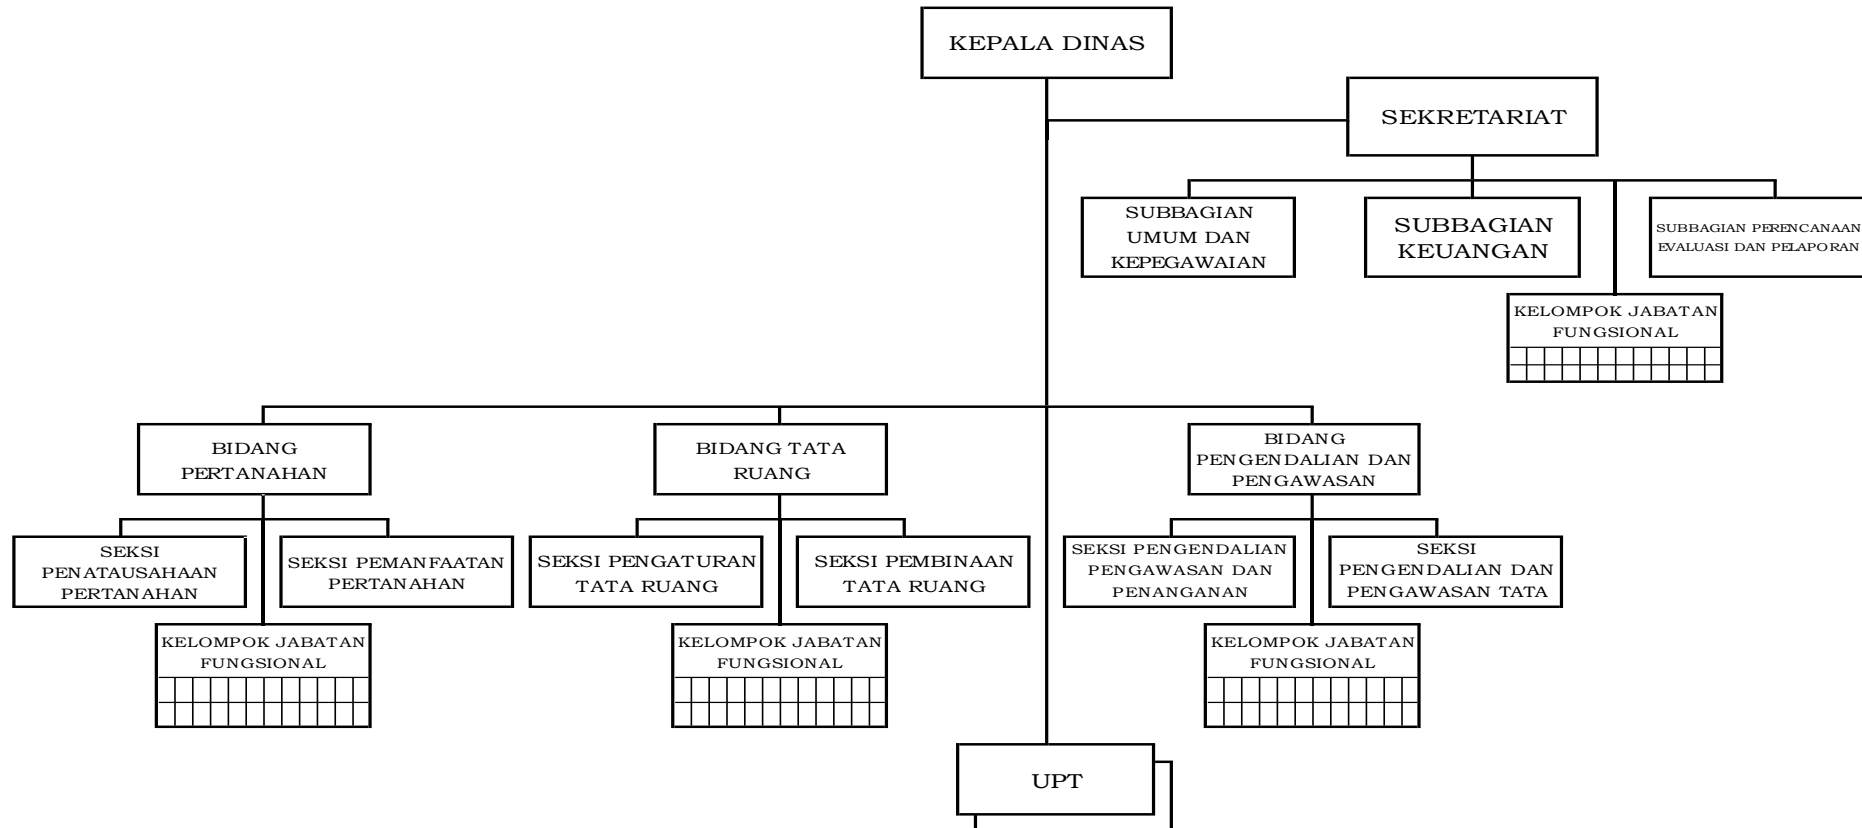 KEPALA DINAS
SEKRETARIAT
SUBBAGIAN
UMUM DAN
KEPEGAWAIAN
SUBBAGIAN
KEUANGAN
SUBBAGIAN PERENCANAAN
EVALUASI DAN PELAPORAN
KELOMPOK JABATAN
FUNGSIONAL
BIDANG
PERTANAHAN
BIDANG TATA
RUANG
BIDANG
PENGENDALIAN DAN
PENGAWASAN
SEKSI
PENATAUSAHAAN
PERTANAHAN
SEKSI PEMANFAATAN
PERTANAHAN
SEKSI PENGATURAN
TATA RUANG
SEKSI PEMBINAAN
TATA RUANG
SEKSI PENGENDALIAN
PENGAWASAN DAN
PENANGANAN
SEKSI
PENGENDALIAN DAN
PENGAWASAN TATA
KELOMPOK JABATAN
FUNGSIONAL
KELOMPOK JABATAN
FUNGSIONAL
KELOMPOK JABATAN
FUNGSIONAL
UPT